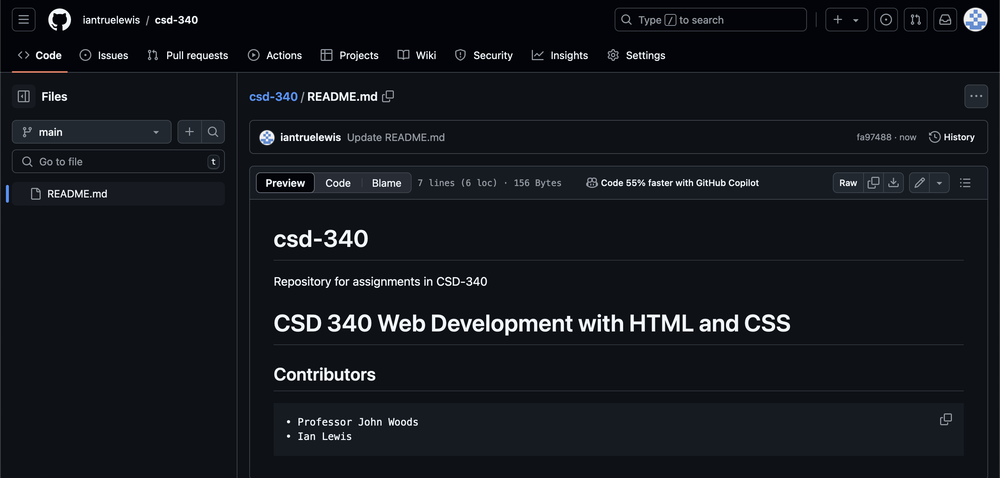 iantruelewis / csd-340
Type / to search
Code Issues Pull requests Actions Projects Wiki Security Insights Settings
Files
main
Go to file t
README.md
csd-340 / README.md
iantruelewis Update README.md fa97488 · now History
Preview Code Blame 7 lines (6 loc) · 156 Bytes Code 55% faster with GitHub Copilot Raw
csd-340
Repository for assignments in CSD-340
CSD 340 Web Development with HTML and CSS
Contributors
• Professor John Woods
• Ian Lewis